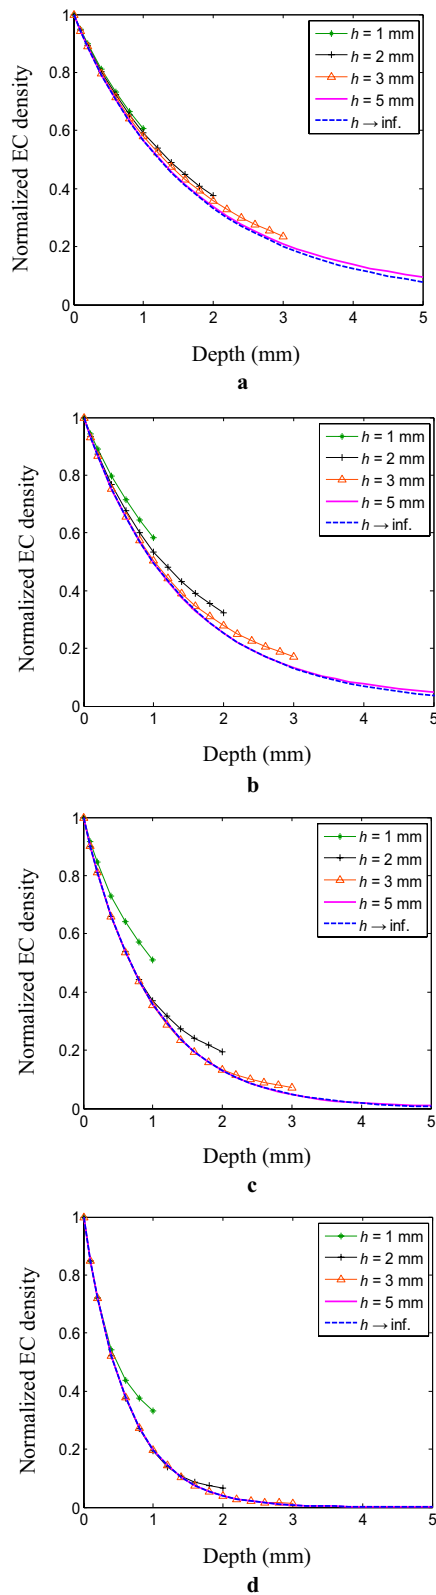 Normalized EC density
1
0.8
0.6
0.4
0.2
0
h = 1 mm
h = 2 mm
h = 3 mm
h = 5 mm
h → inf.
0 1 2 3 4 5
Depth (mm)
a
Normalized EC density
1
0.8
0.6
0.4
0.2
0
h = 1 mm
h = 2 mm
h = 3 mm
h = 5 mm
h → inf.
0 1 2 3 4 5
Depth (mm)
b
Normalized EC density
1
0.8
0.6
0.4
0.2
0
h = 1 mm
h = 2 mm
h = 3 mm
h = 5 mm
h → inf.
0 1 2 3 4 5
Depth (mm)
c
Normalized EC density
1
0.8
0.6
0.4
0.2
0
h = 1 mm
h = 2 mm
h = 3 mm
h = 5 mm
h → inf.
0 1 2 3 4 5
Depth (mm)
d